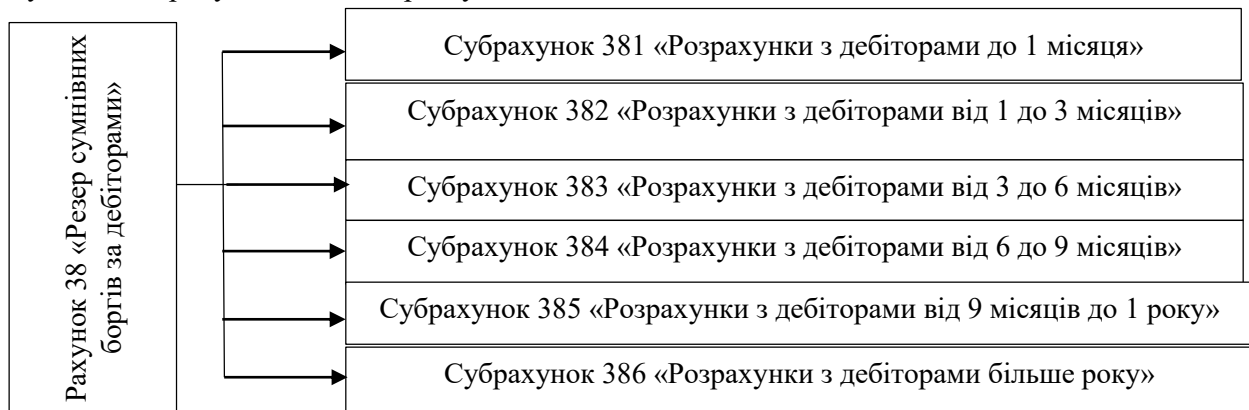 Рахунок 38 «Резер сумнівних
боргів за дебіторами»
Субрахунок 381 «Розрахунки з дебіторами до 1 місяця»
Субрахунок 382 «Розрахунки з дебіторами від 1 до 3 місяців»
Субрахунок 383 «Розрахунки з дебіторами від 3 до 6 місяців»
Субрахунок 384 «Розрахунки з дебіторами від 6 до 9 місяців»
Субрахунок 385 «Розрахунки з дебіторами від 9 місяців до 1 року»
Субрахунок 386 «Розрахунки з дебіторами більше року»